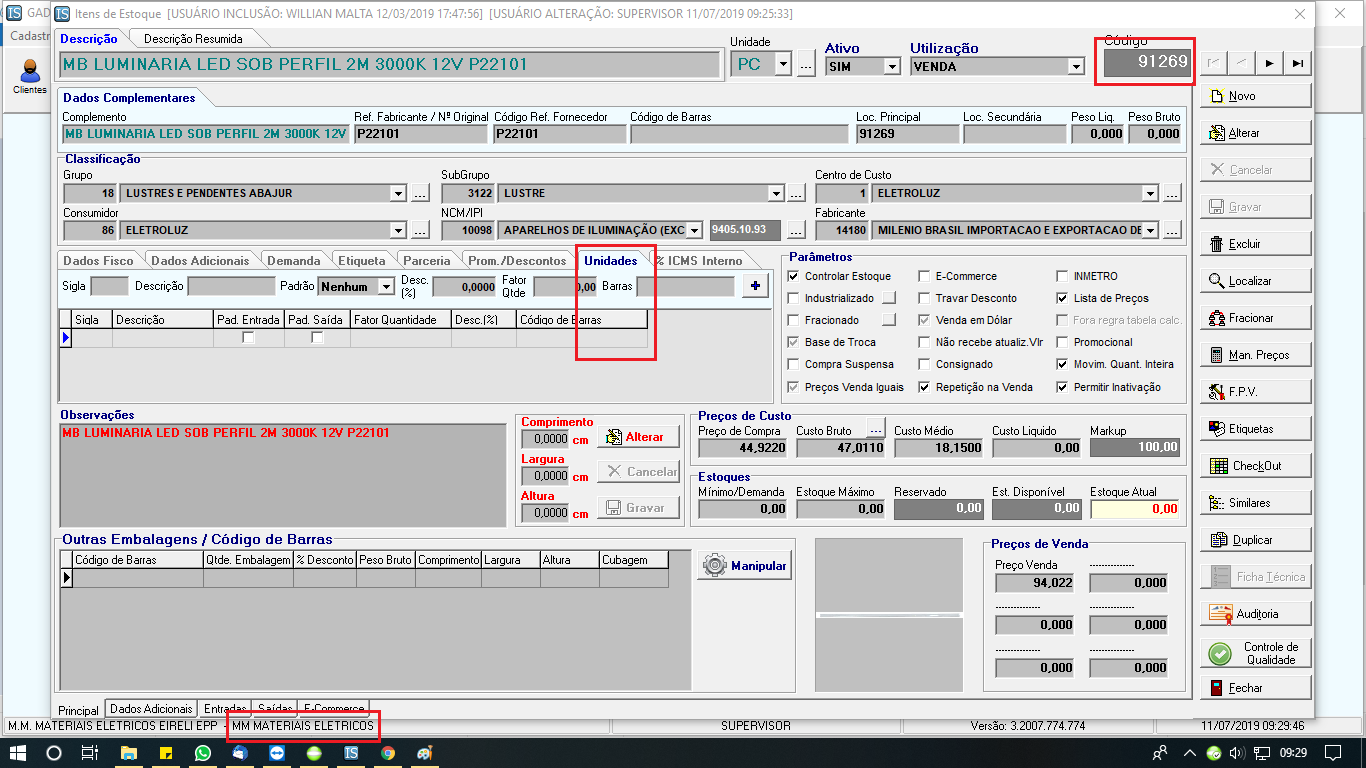 GAD
Itens de Estoque [USUÁRIO INCLUSÃO: WILLIAN MALTA 12/03/2019 17:47:56] [USUÁRIO ALTERAÇÃO: SUPERVISOR 11/07/2019 09:25:33]
Cadastr
Clientes
Descrição Descrição Resumida
MB LUMINARIA LED SOB PERFIL 2M 3000K 12V P22101
Unidade Ativo Utilização Código
PC ... SIM VENDA 91269
Dados Complementares
Complemento Ref. Fabricante / Nº Original Código Ref. Fornecedor Código de Barras Loc. Principal Loc. Secundária Peso Liq. Peso Bruto
MB LUMINARIA LED SOB PERFIL 2M 3000K 12V P22101 P22101 91269 0,000 0,000
Classificação
Grupo SubGrupo Centro de Custo
18 LUSTRES E PENDENTES ABAJUR ... 3122 LUSTRE ... 1 ELETROLUZ ...
Consumidor NCM/IPI Fabricante
86 ELETROLUZ ... 10098 APARELHOS DE ILUMINAÇÃO (EXC 9405.10.93 ... 14180 MILENIO BRASIL IMPORTACAO E EXPORTACAO DE ...
Dados Fisco Dados Adicionais Demanda Etiqueta Parceria Prom./Descontos Unidades % ICMS Interno
Sigla Descrição Padrão Nenhum Desc. (%) 0,0000 Fator Qtde 0,00 Barras +
Sigla Descrição Pad. Entrada Pad. Saída Fator Quantidade Desc.(%) Código de Barras
Parâmetros
Controlar Estoque E-Commerce INMETRO
Industrializado Travar Desconto Lista de Preços
Fracionado Venda em Dólar Fora regra tabela calc.
Base de Troca Não recebe atualiz.Vlr Promocional
Compra Suspensa Consignado Movim. Quant. Inteira
Preços Venda Iguais Repetição na Venda Permitir Inativação
Observações
MB LUMINARIA LED SOB PERFIL 2M 3000K 12V P22101
Comprimento
0,0000 cm Alterar
Largura
0,0000 cm Cancelar
Altura
0,0000 cm Gravar
Preços de Custo
Preço de Compra Custo Bruto ... Custo Médio Custo Liquido Markup
44,9220 47,0110 18,1500 0,00 100,00
Estoques
Mínimo/Demanda Estoque Máximo Reservado Est. Disponível Estoque Atual
0,00 0,00 0,00 0,00 0,00
Outras Embalagens / Código de Barras
Código de Barras Qtde. Embalagem % Desconto Peso Bruto Comprimento Largura Altura Cubagem
Manipular
Preços de Venda
Preço Venda ---------------
94,022 0,000
--------------- ---------------
0,000 0,000
--------------- ---------------
0,000 0,000
Novo
Alterar
Cancelar
Gravar
Excluir
Localizar
Fracionar
Man. Preços
F.P.V.
Etiquetas
CheckOut
Similares
Duplicar
Ficha Técnica
Auditoria
Controle de Qualidade
Fechar
Principal Dados Adicionais Entradas Saídas E-Commerce
M.M. MATERIAIS ELETRICOS EIRELI EPP - MM MATERIAIS ELETRICOS SUPERVISOR Versão: 3.2007.774.774 11/07/2019 09:29:46
09:29